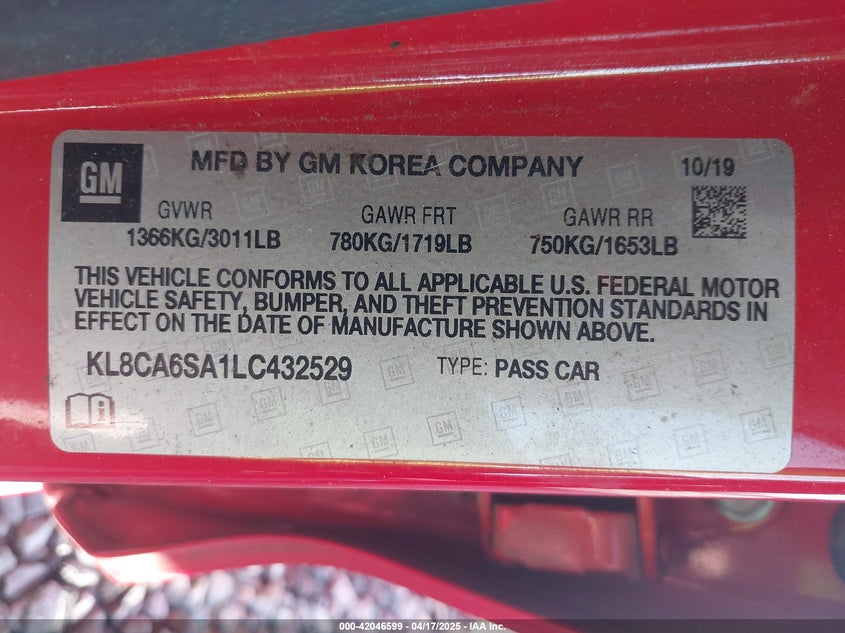 GM
MFD BY GM KOREA COMPANY 10/19
GVWR GAWR FRT GAWR RR
1366KG/3011LB 780KG/1719LB 750KG/1653LB
THIS VEHICLE CONFORMS TO ALL APPLICABLE U.S. FEDERAL MOTOR
VEHICLE SAFETY, BUMPER, AND THEFT PREVENTION STANDARDS IN
EFFECT ON THE DATE OF MANUFACTURE SHOWN ABOVE.
KL8CA6SA1LC432529 TYPE: PASS CAR
000-42046599 - 04/17/2025 - IAA Inc.